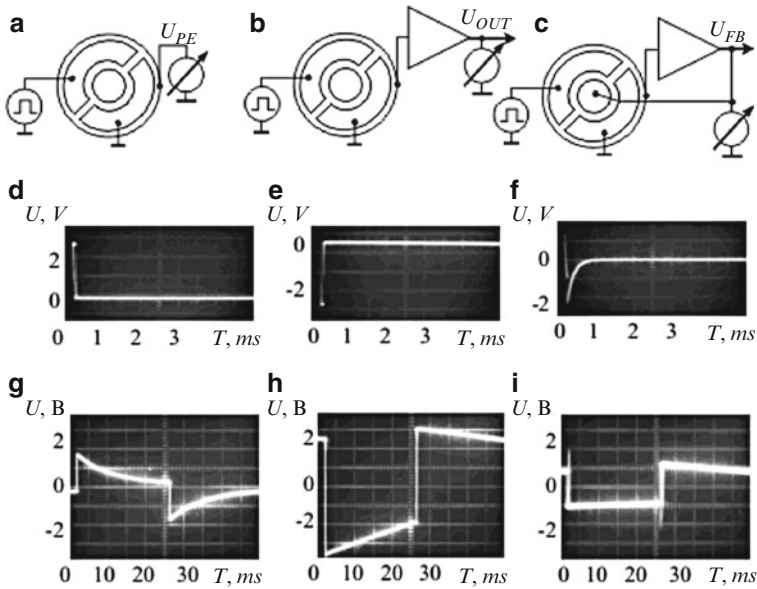 a
U_PE
b
U_OUT
c
U_FB
d
U, V
2
0
0 1 2 3 T, ms
e
U, V
0
-2
0 1 2 3 T, ms
f
U, V
0
-2
0 1 2 3 T, ms
g
U, B
2
0
-2
0 10 20 30 T, ms
h
U, B
2
0
-2
0 10 20 30 T, ms
i
U, B
2
0
-2
0 10 20 30 T, ms